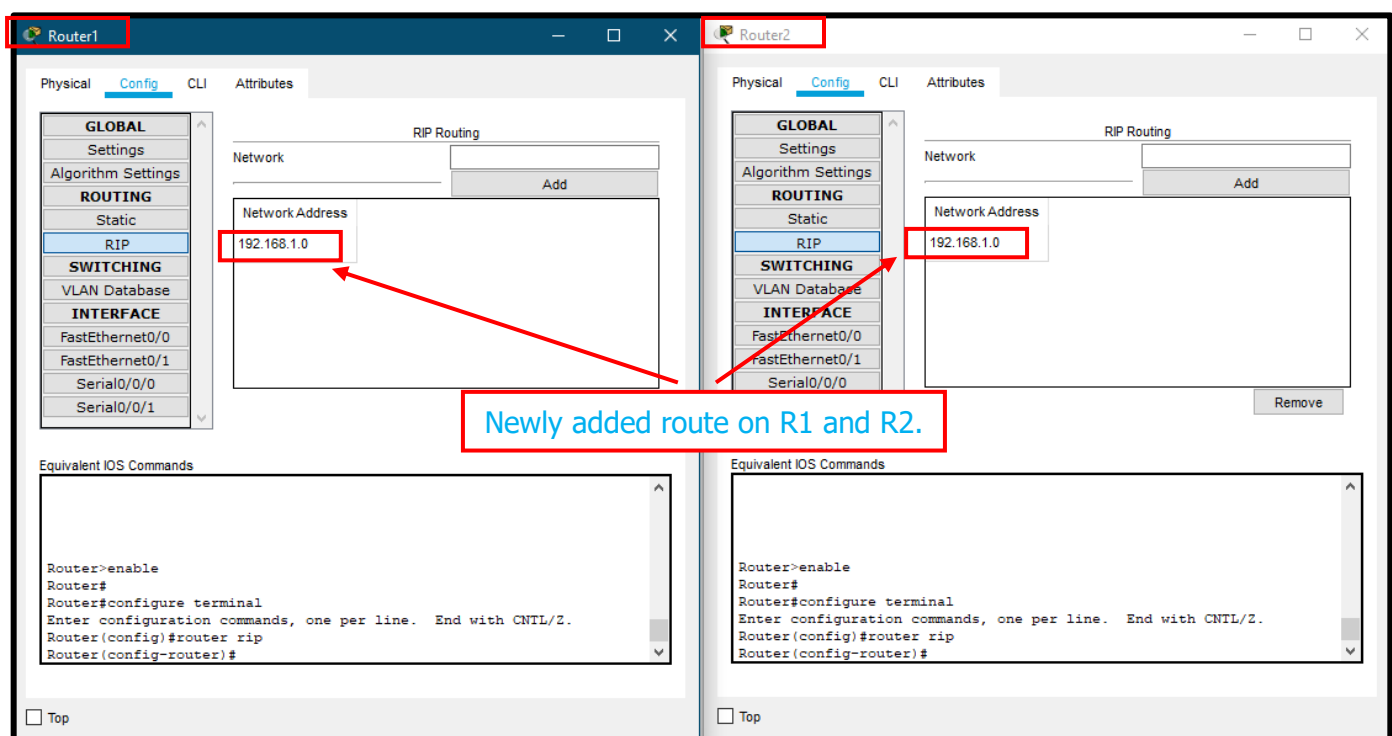 Router1
Physical Config CLI Attributes
GLOBAL
Settings
Algorithm Settings
ROUTING
Static
RIP
SWITCHING
VLAN Database
INTERFACE
FastEthernet0/0
FastEthernet0/1
Serial0/0/0
Serial0/0/1
RIP Routing
Network
Add
Network Address
192.168.1.0
Equivalent IOS Commands
Router>enable
Router#
Router#configure terminal
Enter configuration commands, one per line. End with CNTL/Z.
Router(config)#router rip
Router(config-router)#
Top
Router2
Physical Config CLI Attributes
GLOBAL
Settings
Algorithm Settings
ROUTING
Static
RIP
SWITCHING
VLAN Database
INTERFACE
FastEthernet0/0
FastEthernet0/1
Serial0/0/0
RIP Routing
Network
Add
Network Address
192.168.1.0
Remove
Newly added route on R1 and R2.
Equivalent IOS Commands
Router>enable
Router#
Router#configure terminal
Enter configuration commands, one per line. End with CNTL/Z.
Router(config)#router rip
Router(config-router)#
Top